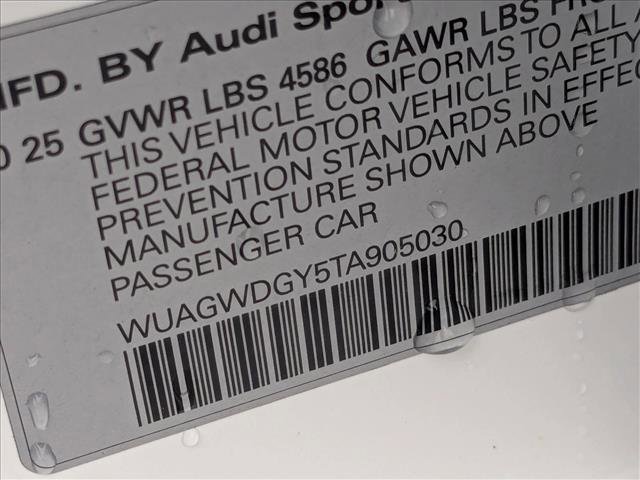 MFD. BY Audi Sport
25 GVWR LBS 4586 GAWR LBS
THIS VEHICLE CONFORMS TO ALL
FEDERAL MOTOR VEHICLE SAFETY
PREVENTION STANDARDS IN EFFEC
MANUFACTURE SHOWN ABOVE
PASSENGER CAR
WUAGWDGY5TA905030